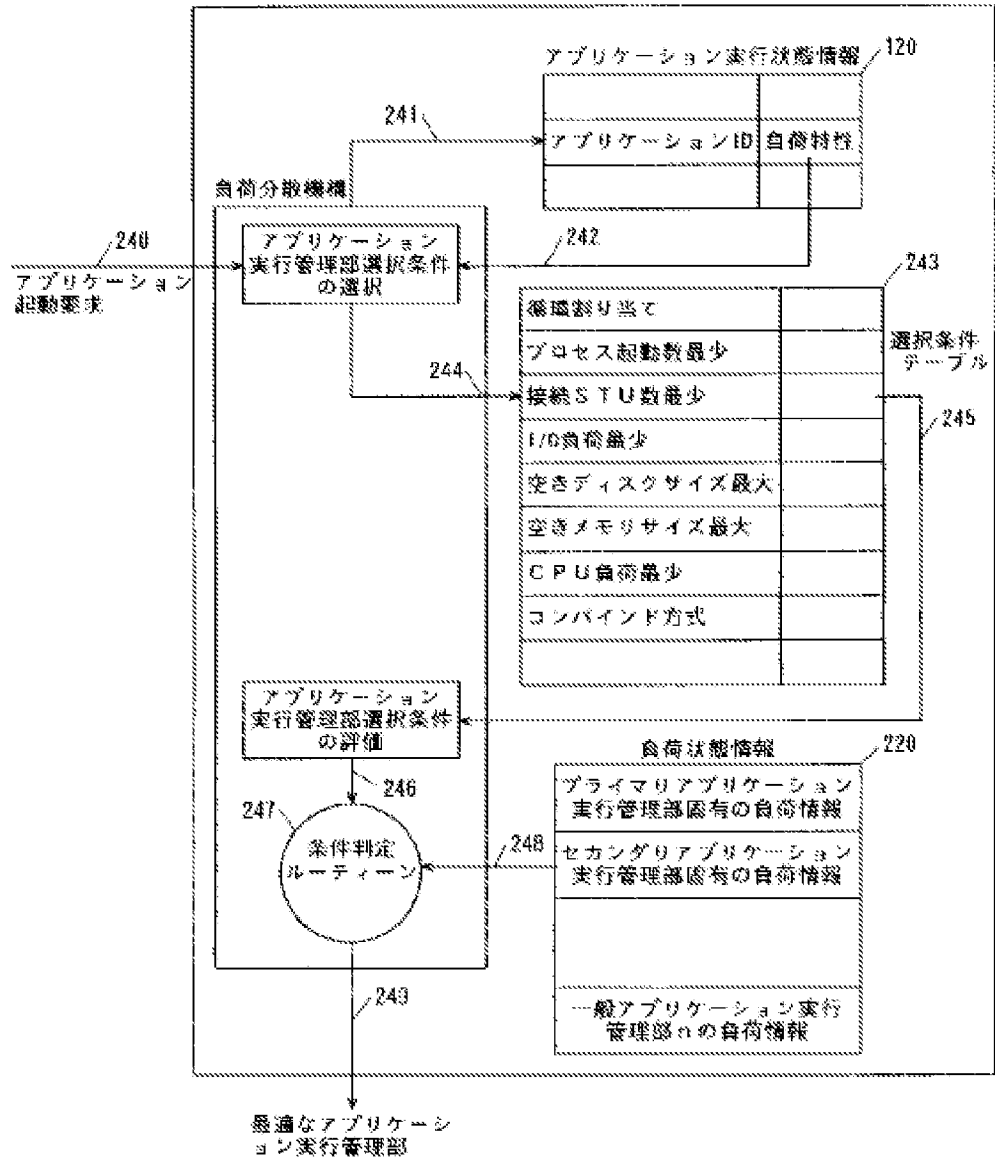 アプリケーション実行状態情報
120
241
アプリケーションID
負荷特性
負荷分散機構
240
アプリケーション
起動要求
アプリケーション
実行管理部選択条件
の選択
242
243
循環割り当て
プロセス起動数最少
接続STU数最少
I/O負荷最少
空きディスクサイズ最大
空きメモリサイズ最大
CPU負荷最少
コンバインド方式
選択条件
テーブル
244
245
アプリケーション
実行管理部選択条件
の評価
246
247
条件判定
ルーティーン
負荷状態情報
220
プライマリアプリケーション
実行管理部固有の負荷情報
セカンダリアプリケーション
実行管理部固有の負荷情報
248
一般アプリケーション実行
管理部nの負荷情報
249
最適なアプリケーシ
ョン実行管理部